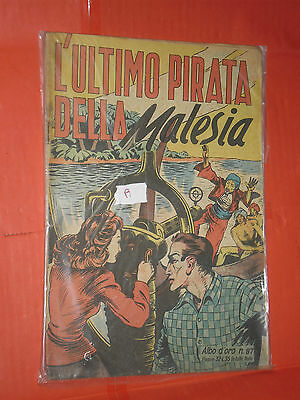 L'ULTIMO PIRATA
DELLA Malesia
A
Albo d'oro n. 87